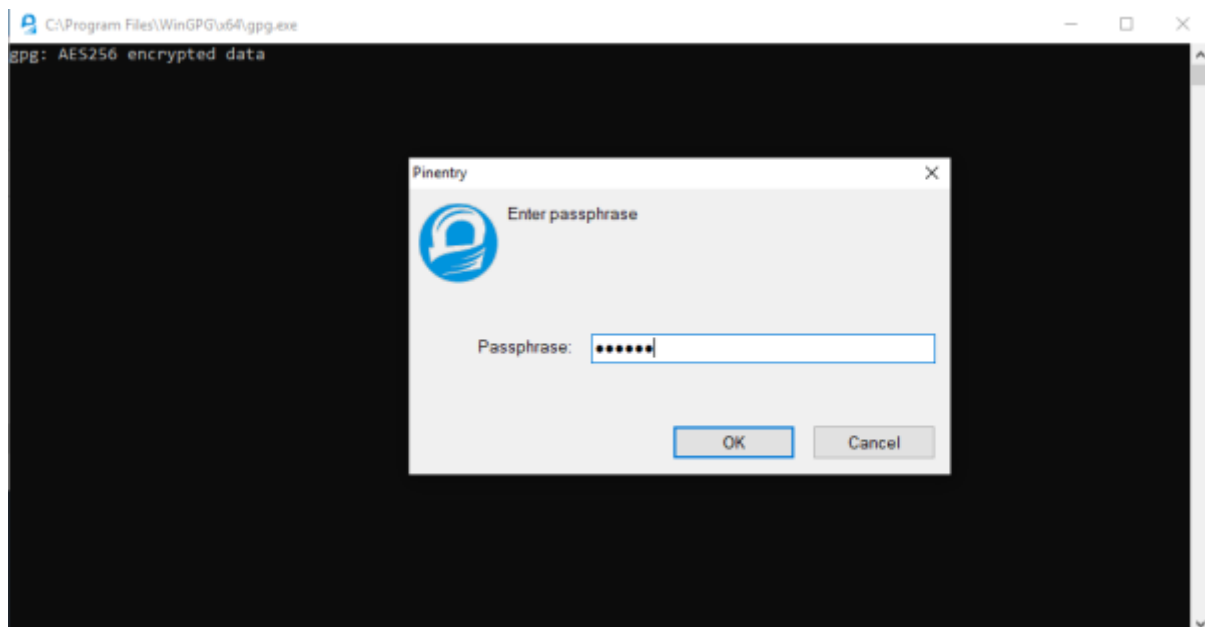 C:\Program Files\WinGPG\x64\gpg.exe
gpg: AES256 encrypted data
Pinentry
Enter passphrase
Passphrase: ••••••
OK Cancel